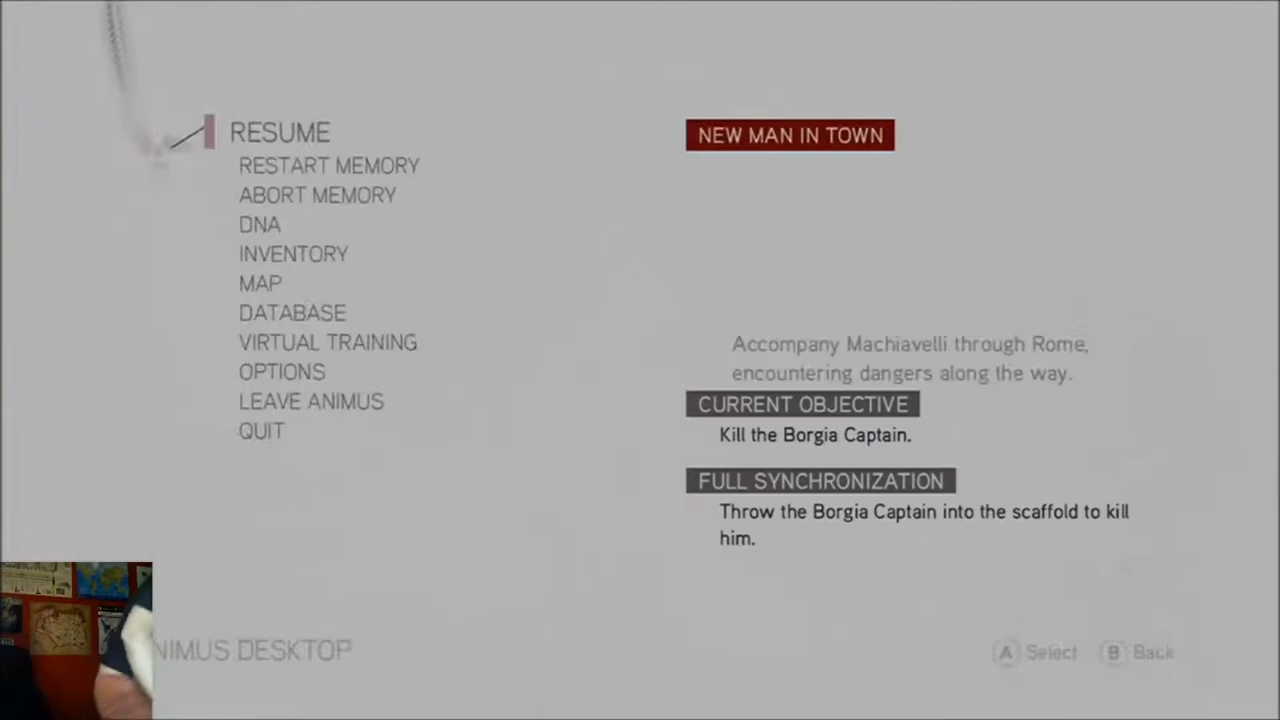 RESUME
RESTART MEMORY
ABORT MEMORY
DNA
INVENTORY
MAP
DATABASE
VIRTUAL TRAINING
OPTIONS
LEAVE ANIMUS
QUIT
NEW MAN IN TOWN
Accompany Machiavelli through Rome,
encountering dangers along the way.
CURRENT OBJECTIVE
Kill the Borgia Captain.
FULL SYNCHRONIZATION
Throw the Borgia Captain into the scaffold to kill
him.
NIMUS DESKTOP
A Select B Back